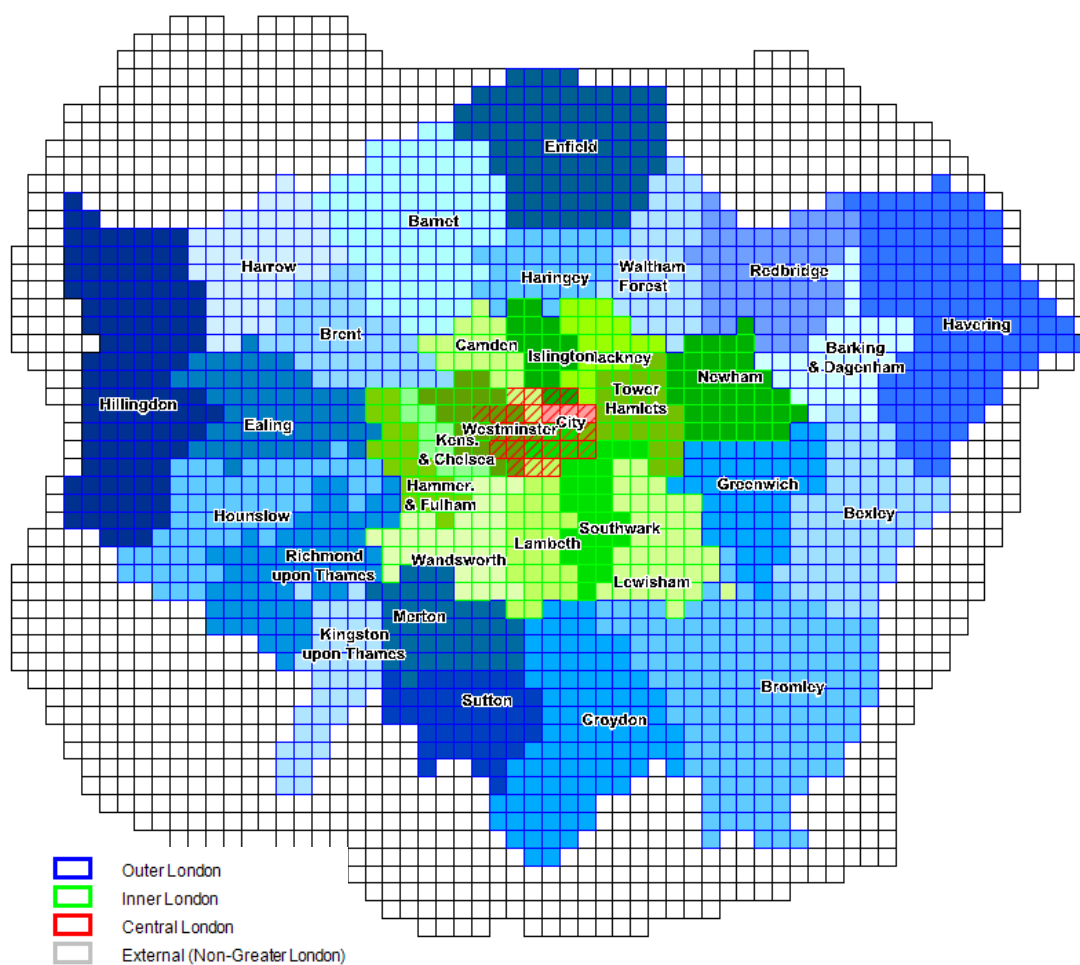 Enfield
Barnet
Harrow
Haringey
Waltham
Forest
Redbridge
Havering
Brent
Camden
Islington
ackney
Barking
& Dagenham
Newham
Hillingdon
Ealing
Tower
Hamlets
Westminster
City
Kens.
& Chelsea
Hammer.
& Fulham
Greenwich
Hounslow
Bexley
Southwark
Lambeth
Richmond
upon Thames
Wandsworth
Lewisham
Merton
Kingston
upon Thames
Sutton
Croydon
Bromley
Outer London
Inner London
Central London
External (Non-Greater London)